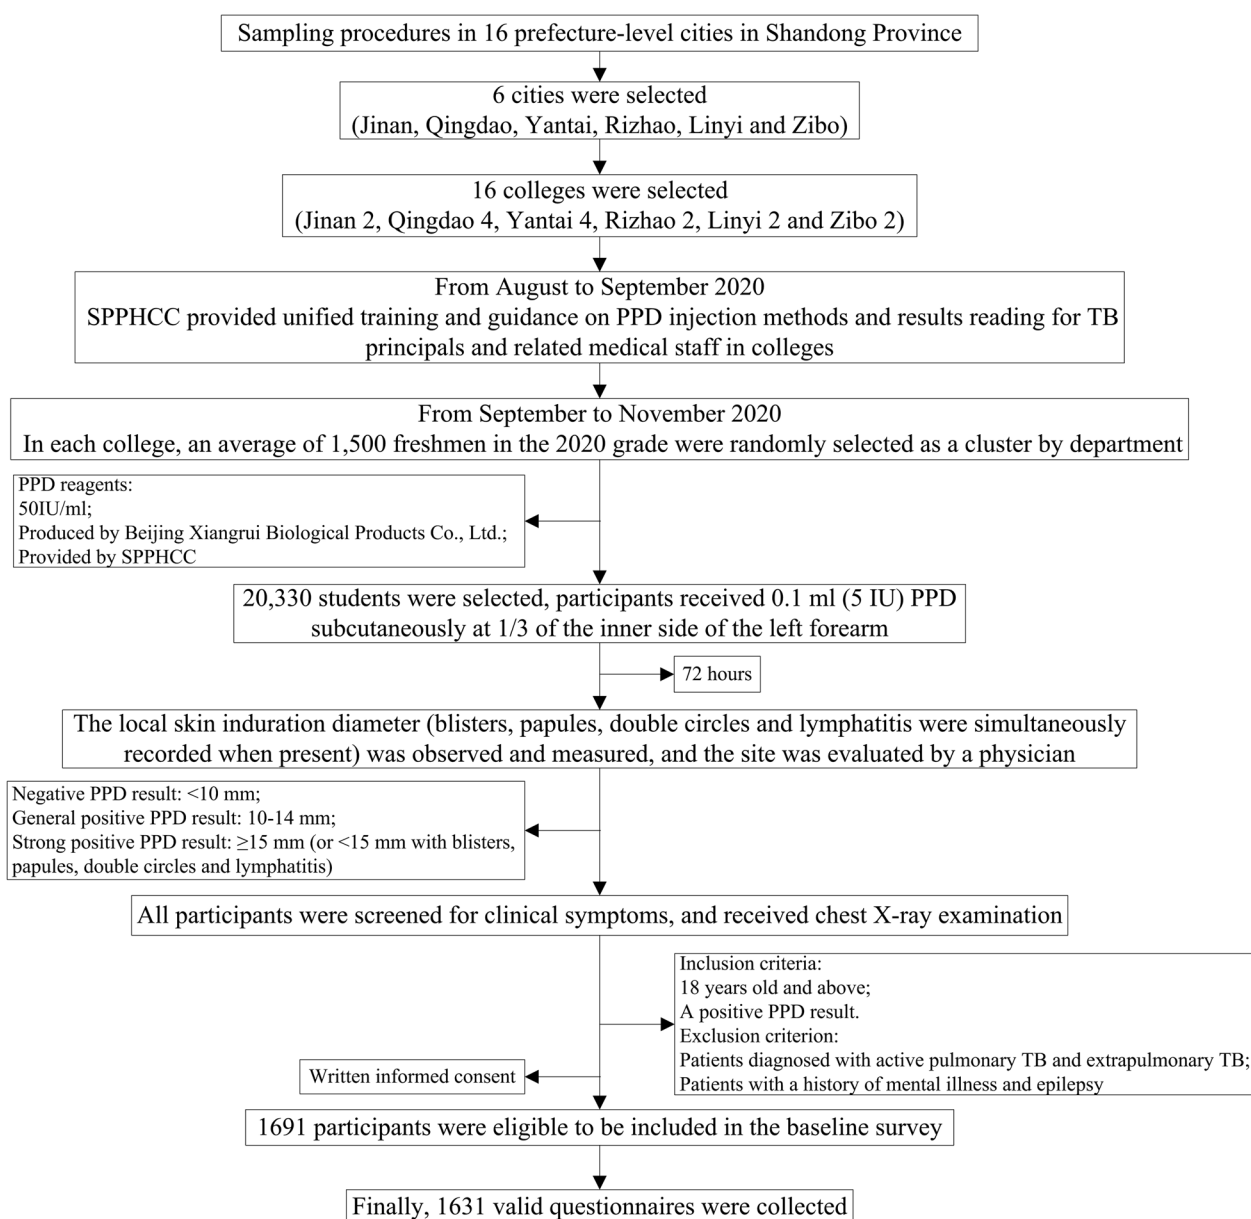 Sampling procedures in 16 prefecture-level cities in Shandong Province
6 cities were selected
(Jinan, Qingdao, Yantai, Rizhao, Linyi and Zibo)
16 colleges were selected
(Jinan 2, Qingdao 4, Yantai 4, Rizhao 2, Linyi 2 and Zibo 2)
From August to September 2020
SPPHCC provided unified training and guidance on PPD injection methods and results reading for TB
principals and related medical staff in colleges
From September to November 2020
In each college, an average of 1,500 freshmen in the 2020 grade were randomly selected as a cluster by department
PPD reagents:
50IU/ml;
Produced by Beijing Xiangrui Biological Products Co., Ltd.;
Provided by SPPHCC
20,330 students were selected, participants received 0.1 ml (5 IU) PPD
subcutaneously at 1/3 of the inner side of the left forearm
72 hours
The local skin induration diameter (blisters, papules, double circles and lymphatitis were simultaneously
recorded when present) was observed and measured, and the site was evaluated by a physician
Negative PPD result: <10 mm;
General positive PPD result: 10-14 mm;
Strong positive PPD result: ≥15 mm (or <15 mm with blisters,
papules, double circles and lymphatitis)
All participants were screened for clinical symptoms, and received chest X-ray examination
Inclusion criteria:
18 years old and above;
A positive PPD result.
Exclusion criterion:
Patients diagnosed with active pulmonary TB and extrapulmonary TB;
Patients with a history of mental illness and epilepsy
Written informed consent
1691 participants were eligible to be included in the baseline survey
Finally, 1631 valid questionnaires were collected